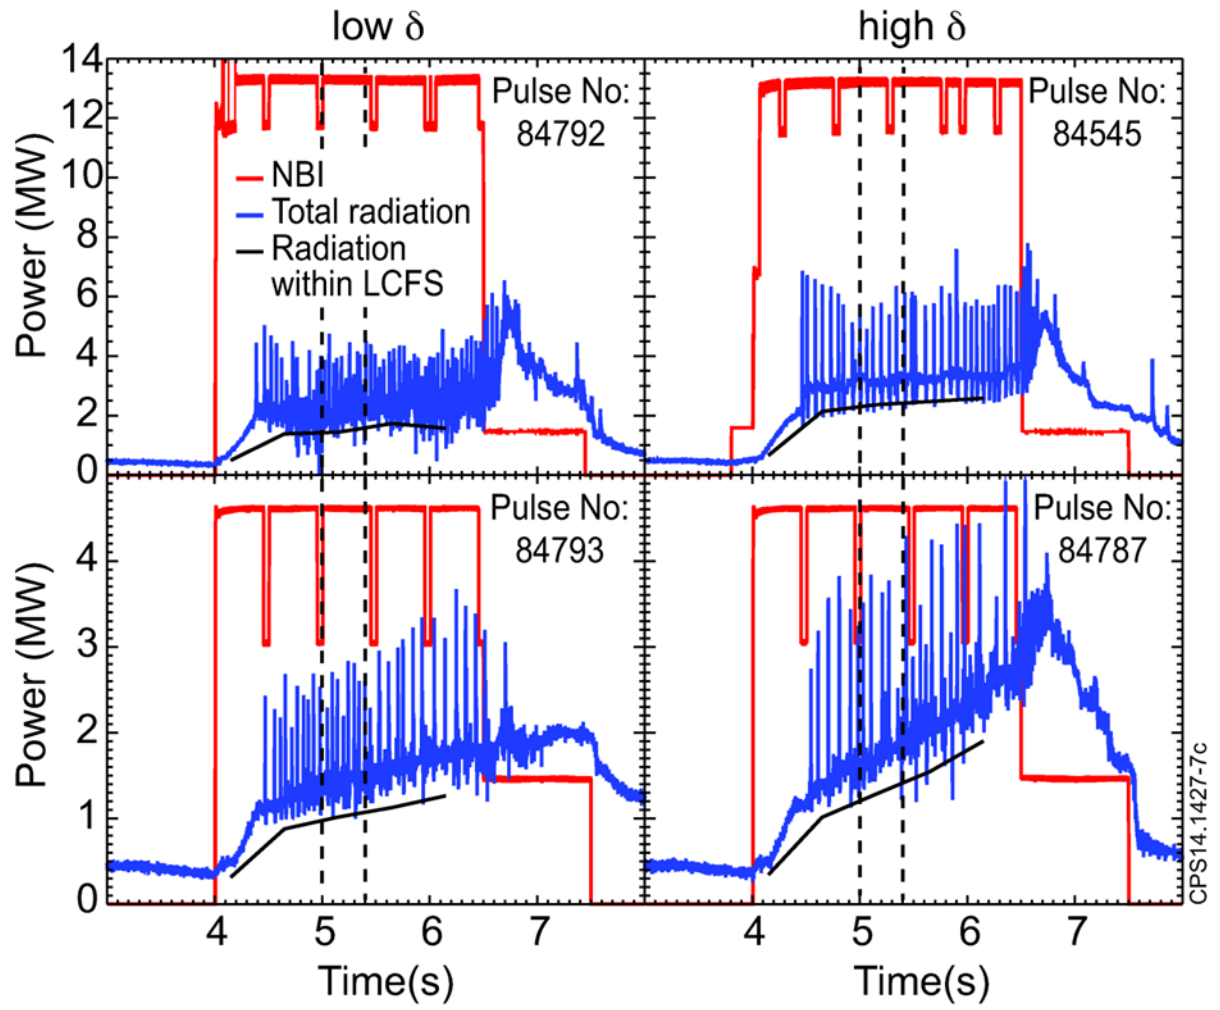 low δ
high δ
14
12
10
8
6
4
2
0
Power (MW)
Pulse No:
84792
NBI
Total radiation
Radiation
within LCFS
Pulse No:
84545
4
3
2
1
0
Power (MW)
Pulse No:
84793
Pulse No:
84787
4 5 6 7
4 5 6 7
Time(s)
Time(s)
CPS14.1427-7c